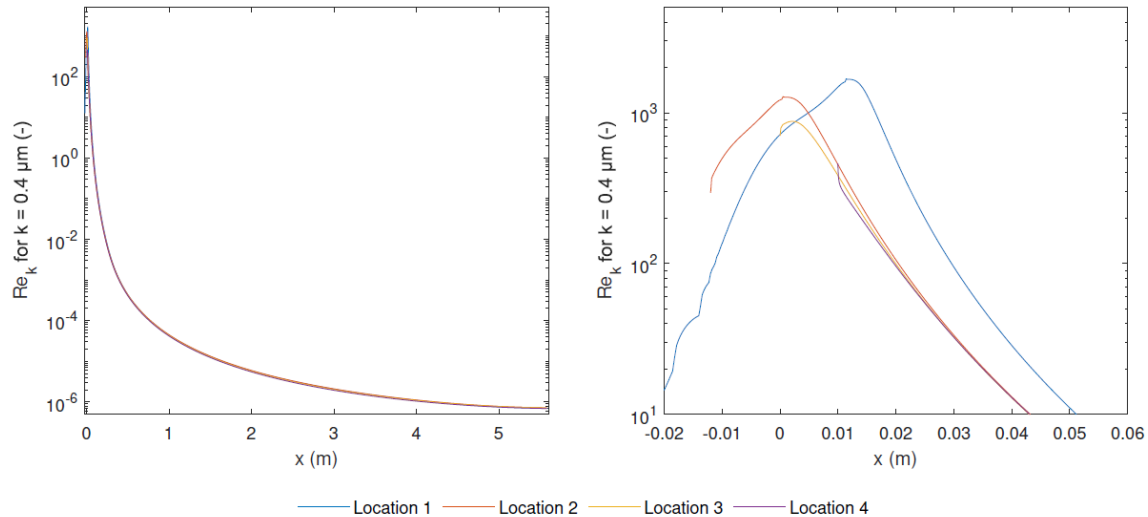 Re_k for k = 0.4 µm (-)
10^2
10^0
10^-2
10^-4
10^-6
0 1 2 3 4 5
x (m)
Re_k for k = 0.4 µm (-)
10^3
10^2
10^1
-0.02 -0.01 0 0.01 0.02 0.03 0.04 0.05 0.06
x (m)
Location 1 Location 2 Location 3 Location 4